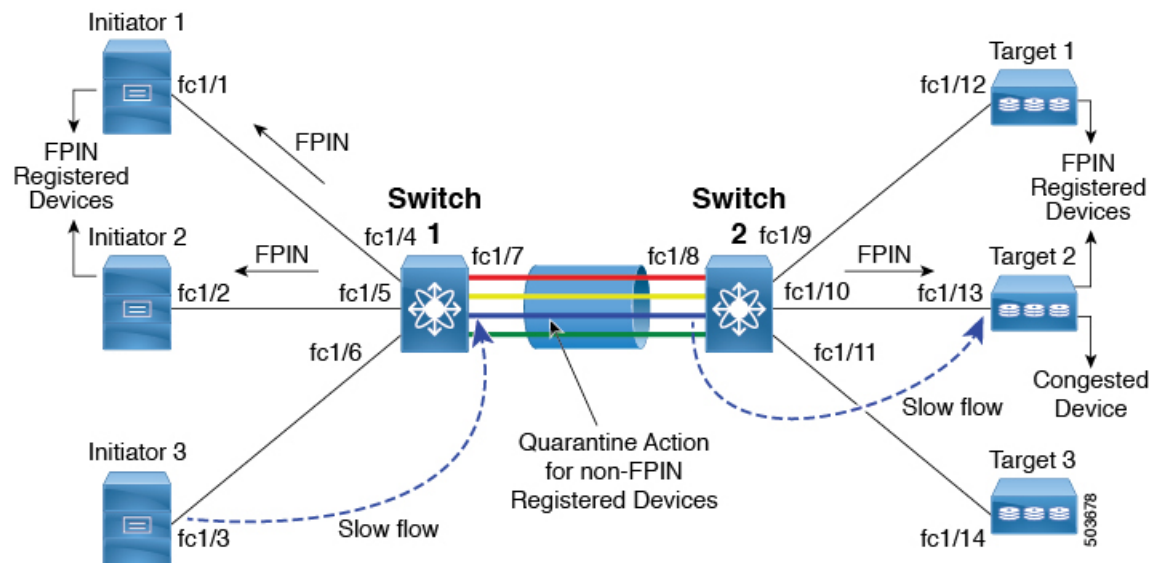 Initiator 1
fc1/1
FPIN
Registered
Devices
FPIN
Initiator 2
FPIN
fc1/2
Initiator 3
fc1/3
Slow flow
Switch
1
fc1/4
fc1/5
fc1/6
fc1/7
fc1/8
Quarantine Action
for non-FPIN
Registered Devices
Switch
2
fc1/9
fc1/10
fc1/11
FPIN
Slow flow
Target 1
fc1/12
FPIN
Registered
Devices
Target 2
fc1/13
Congested
Device
Target 3
fc1/14
503678